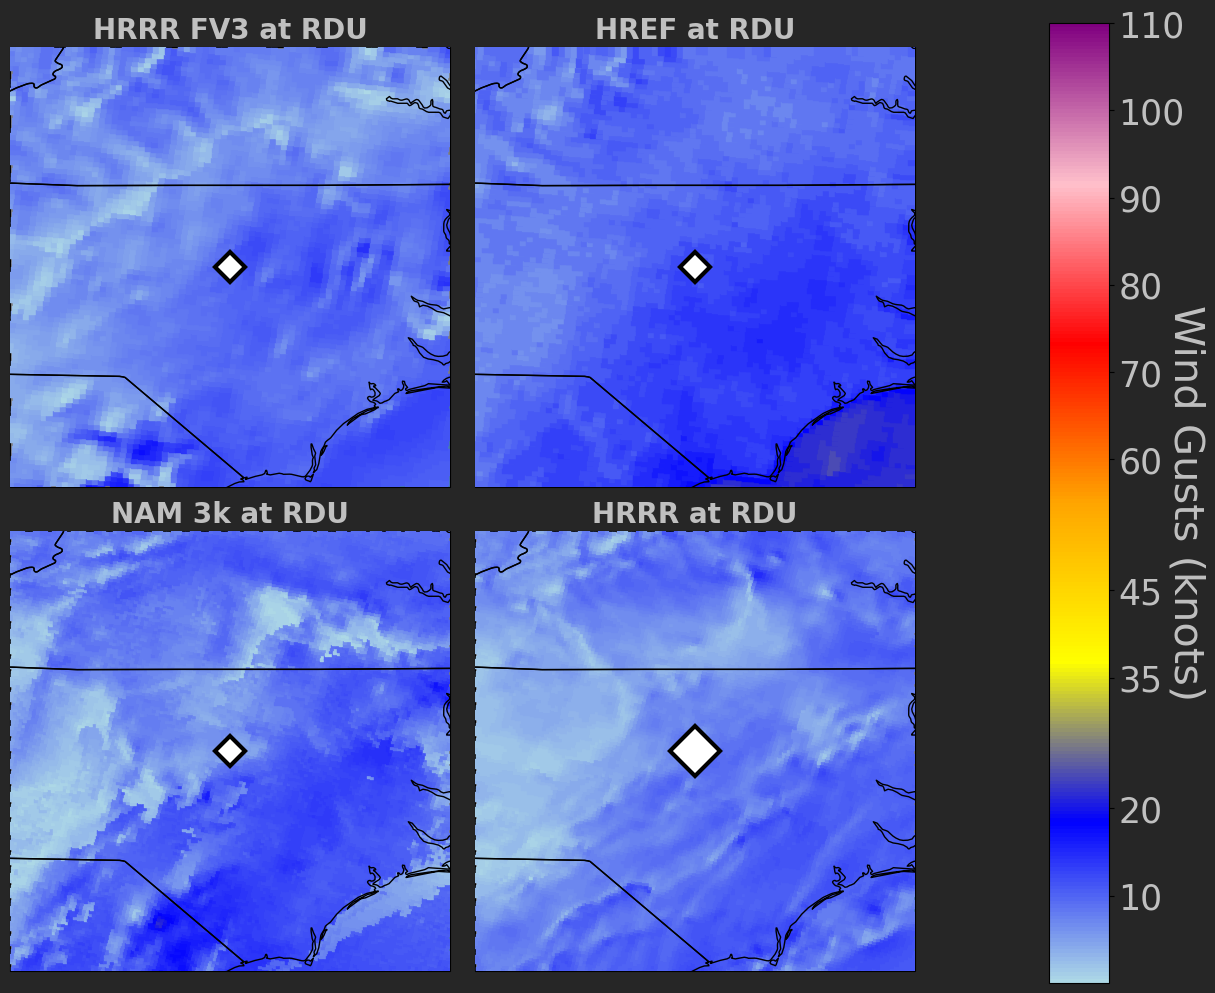 HRRR FV3 at RDU
HREF at RDU
NAM 3k at RDU
HRRR at RDU
110
100
90
80
70
60
45
35
20
10
Wind Gusts (knots)